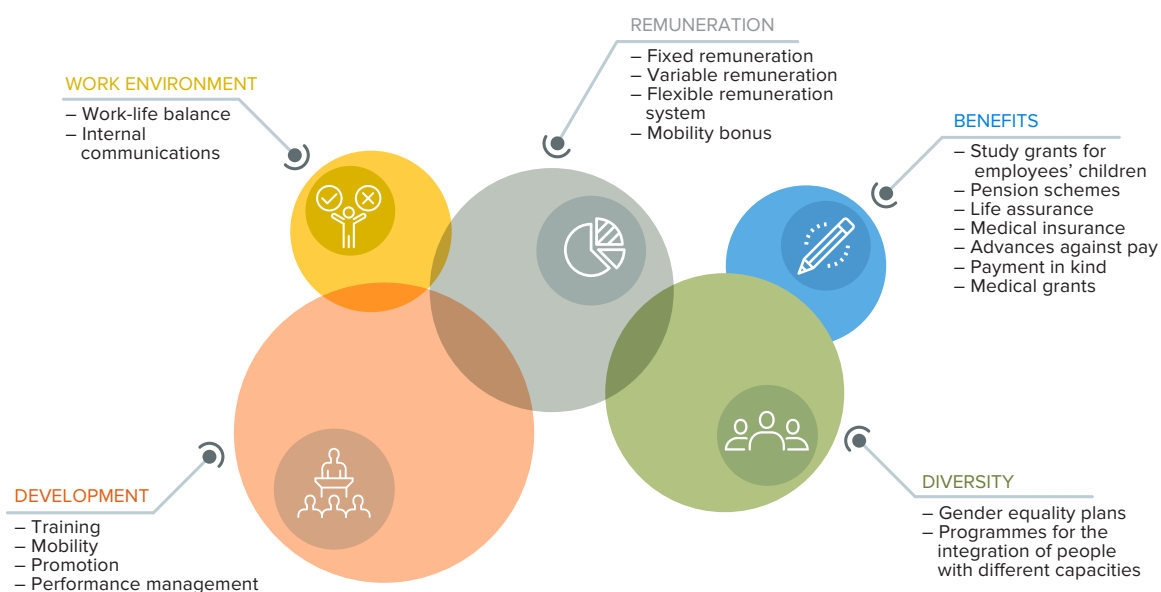 REMUNERATION
– Fixed remuneration
– Variable remuneration
– Flexible remuneration
system
– Mobility bonus
WORK ENVIRONMENT
– Work-life balance
– Internal
communications
BENEFITS
– Study grants for
employees’ children
– Pension schemes
– Life assurance
– Medical insurance
– Advances against pay
– Payment in kind
– Medical grants
DEVELOPMENT
– Training
– Mobility
– Promotion
– Performance management
DIVERSITY
– Gender equality plans
– Programmes for the
integration of people
with different capacities